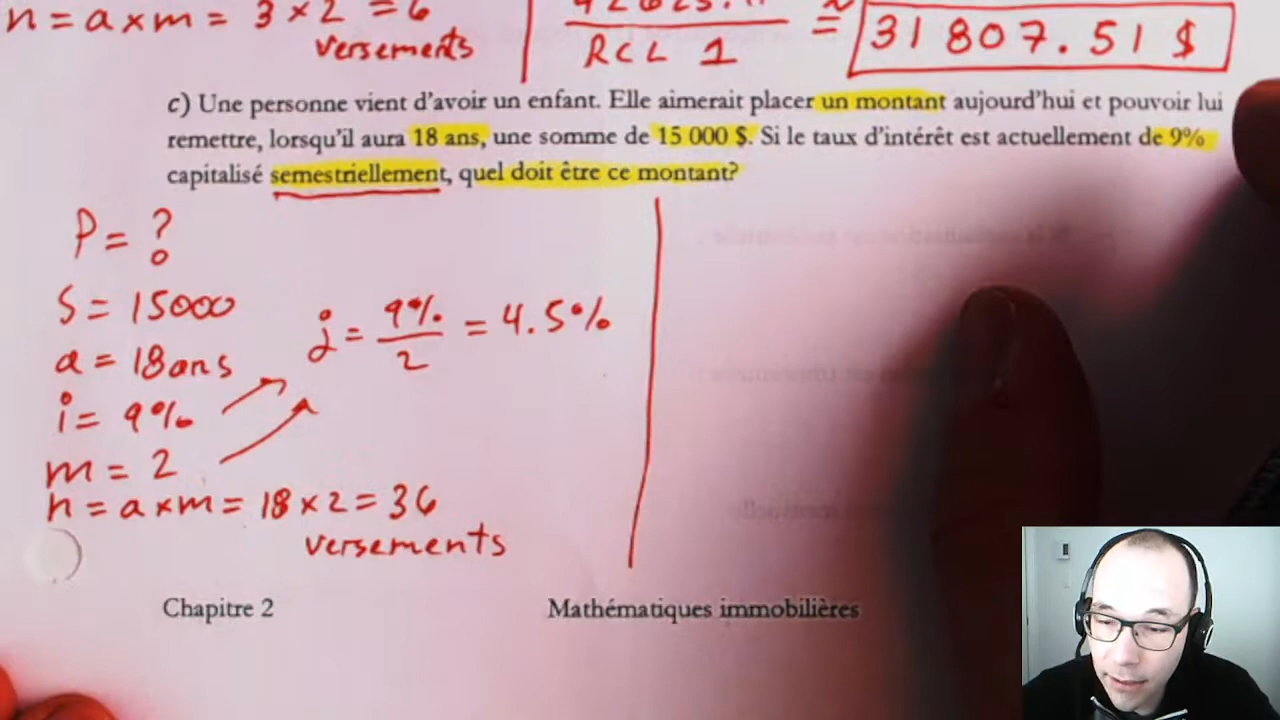 n = a x m = 3 x 2 = 6
versements
RCL 1
≈ 31 807.51 $
c) Une personne vient d'avoir un enfant. Elle aimerait placer un montant aujourd'hui et pouvoir lui
remettre, lorsqu'il aura 18 ans, une somme de 15 000 $. Si le taux d'intérêt est actuellement de 9%
capitalisé semestriellement, quel doit être ce montant?
P = ?
S = 15000
a = 18 ans
i = 9%
m = 2
n = a x m = 18 x 2 = 36
versements
j = 9% / 2 = 4.5%
Chapitre 2
Mathématiques immobilières